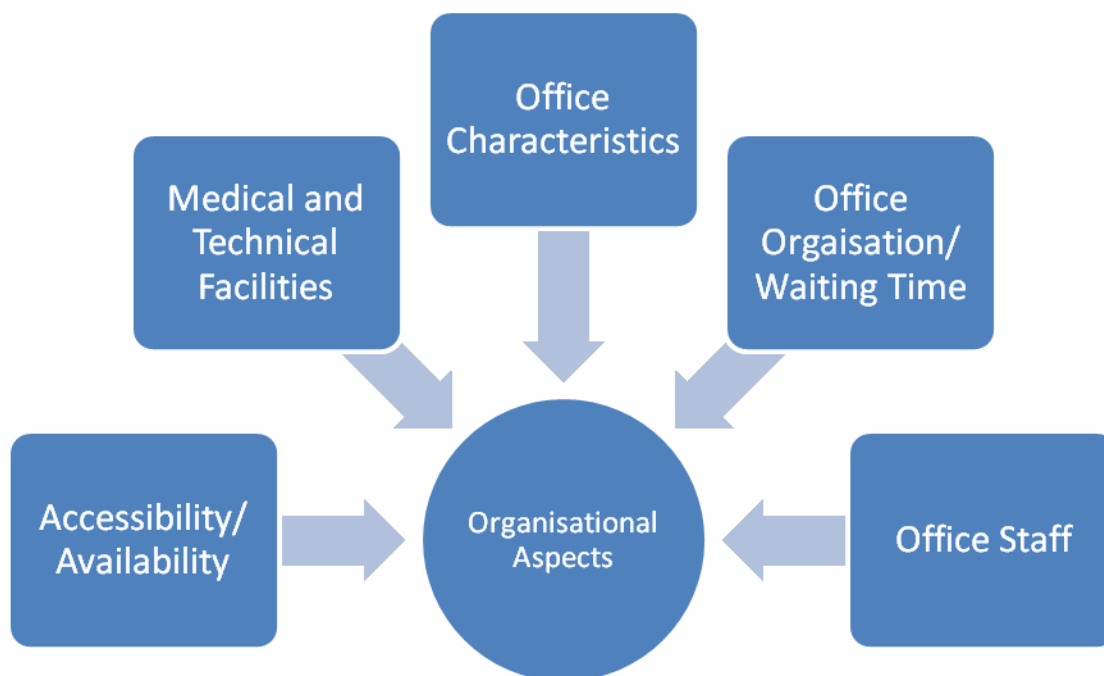 Office
Characteristics
Medical and
Technical
Facilities
Office
Orgaisation/
Waiting Time
Accessibility/
Availability
Organisational
Aspects
Office Staff